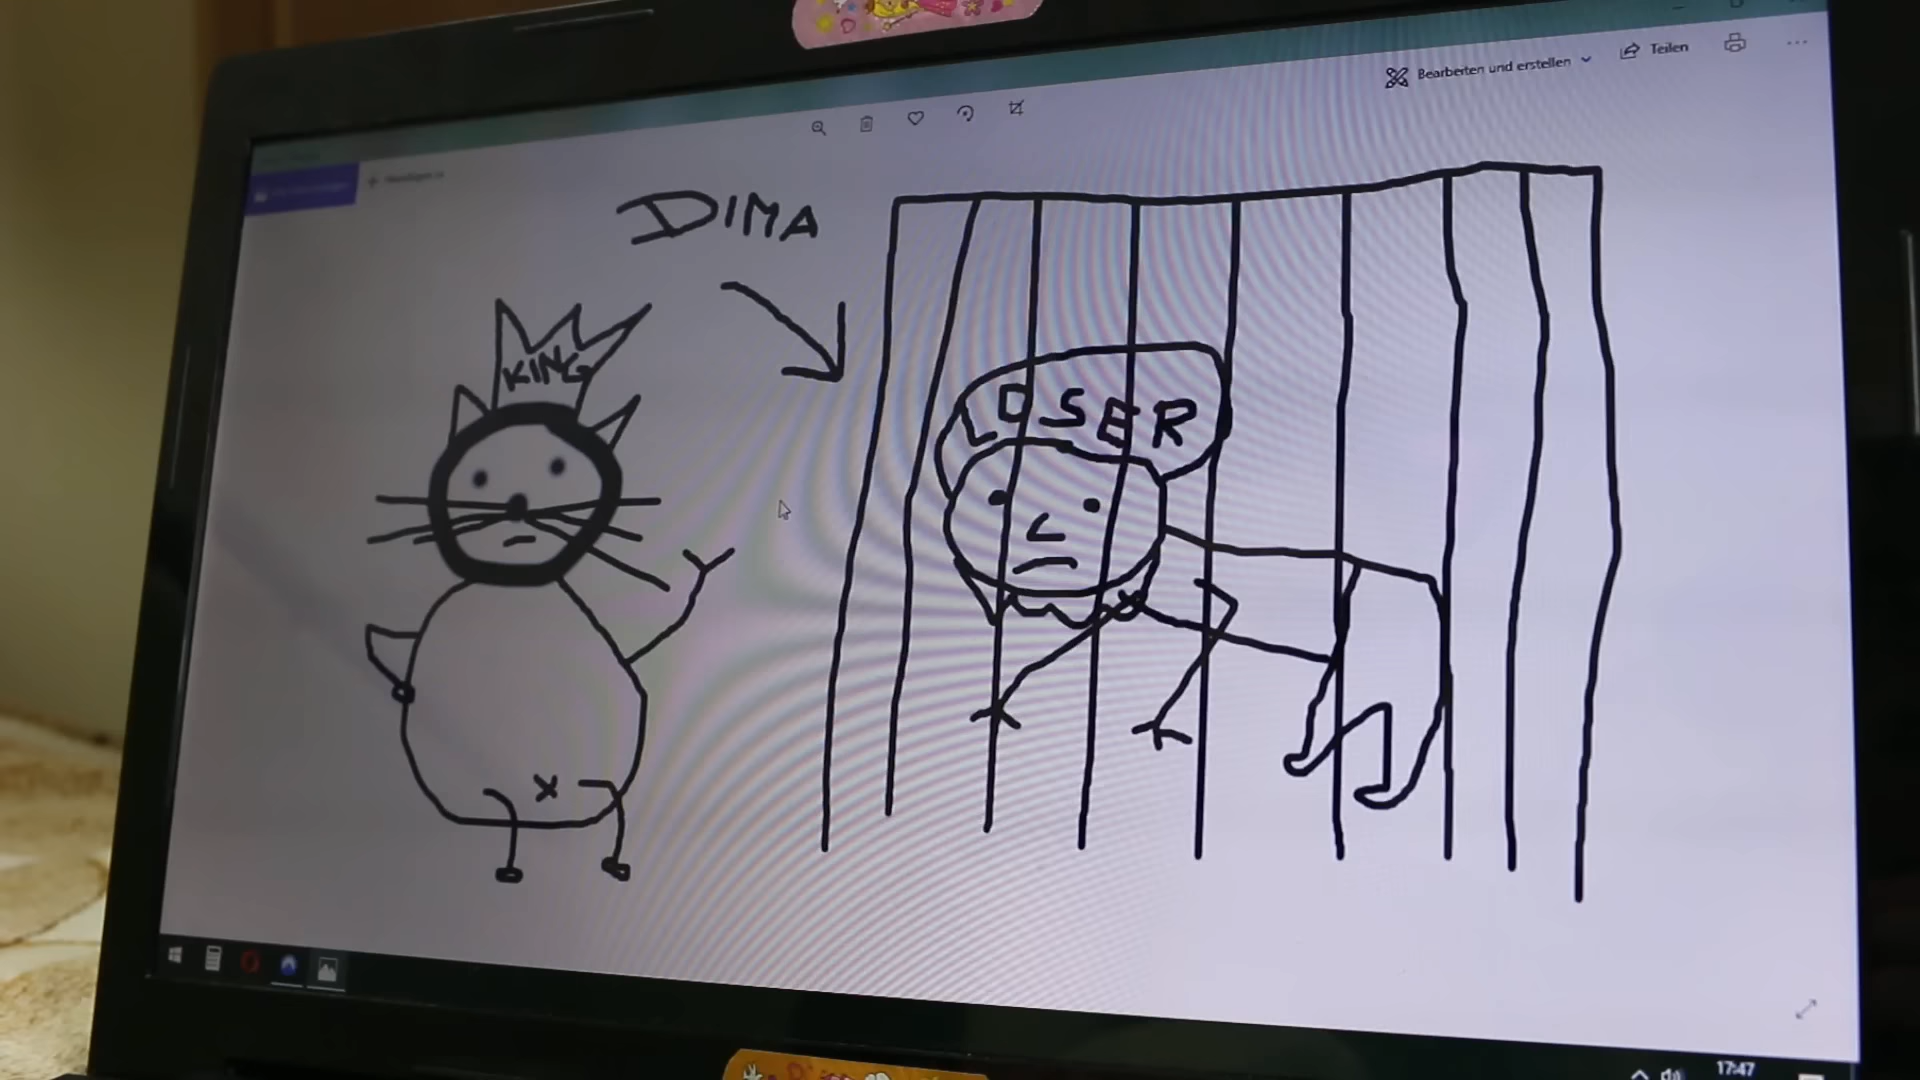 Bearbeiten und erstellen
Teilen
DIMA
KING
LOSER
17:47